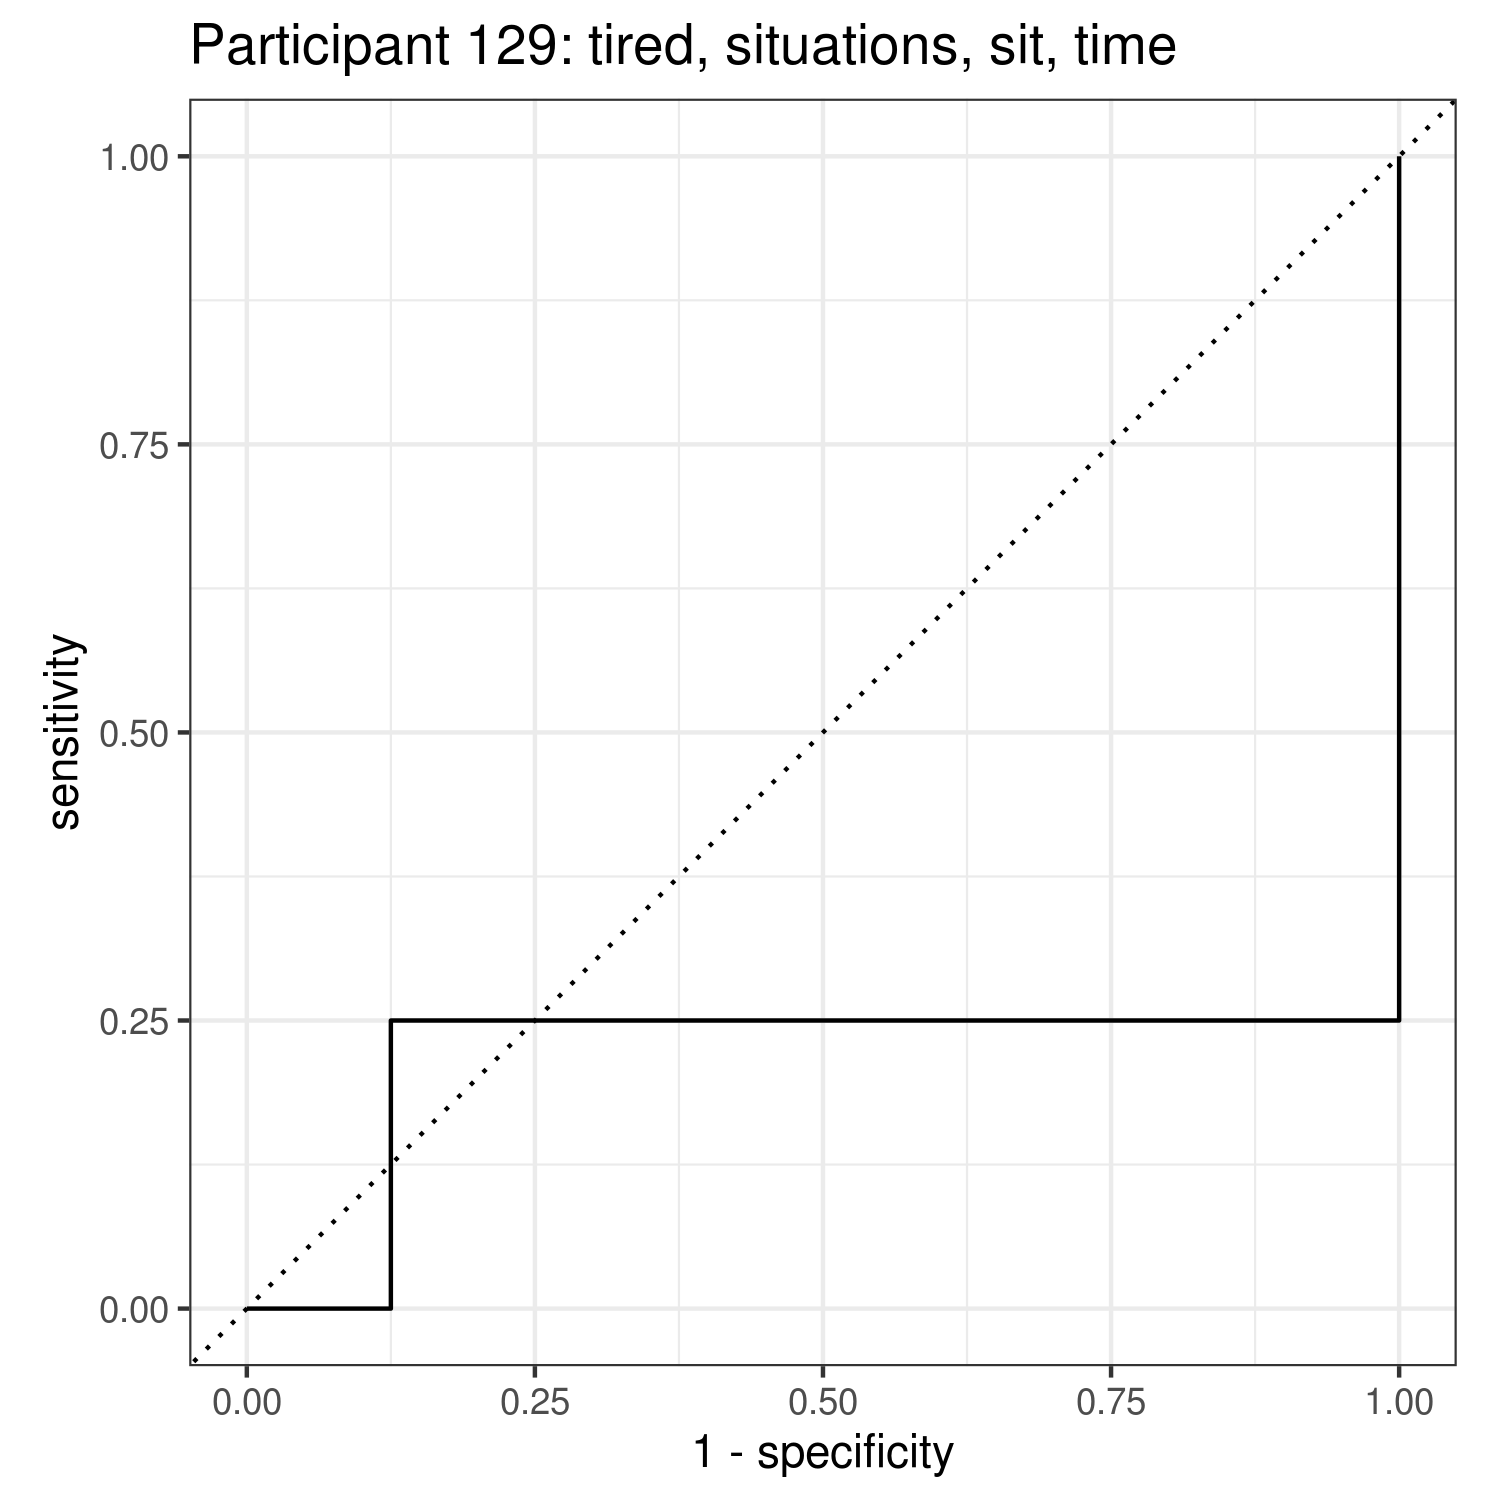 Participant 129: tired, situations, sit, time
1.00
0.75
0.50
0.25
0.00
sensitivity
0.00 0.25 0.50 0.75 1.00
1 - specificity